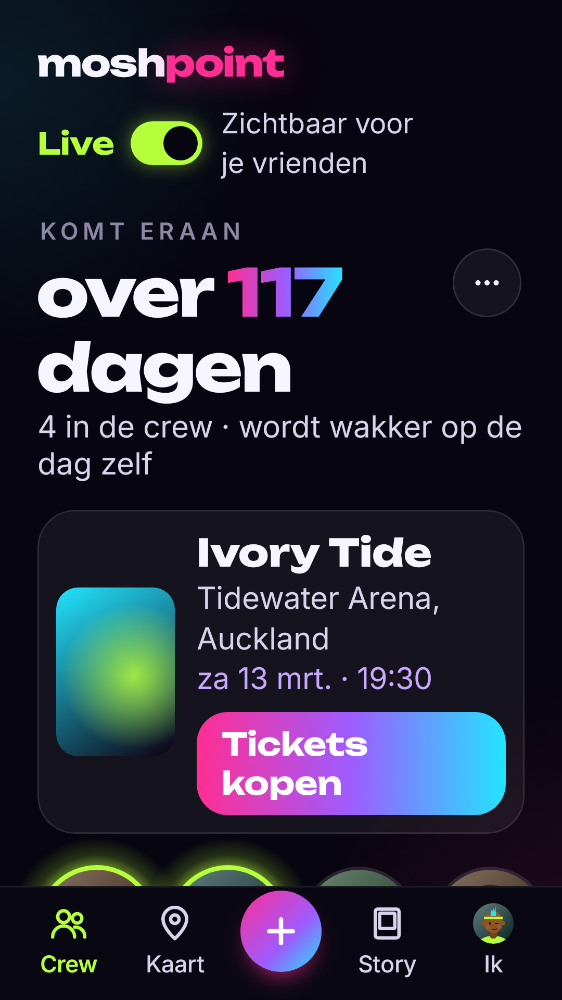 moshpoint
Live
Zichtbaar voor
je vrienden
KOMT ERAAN
over 117
dagen
4 in de crew · wordt wakker op de
dag zelf
Ivory Tide
Tidewater Arena,
Auckland
za 13 mrt. · 19:30
Tickets
kopen
Crew
Kaart
Story
Ik